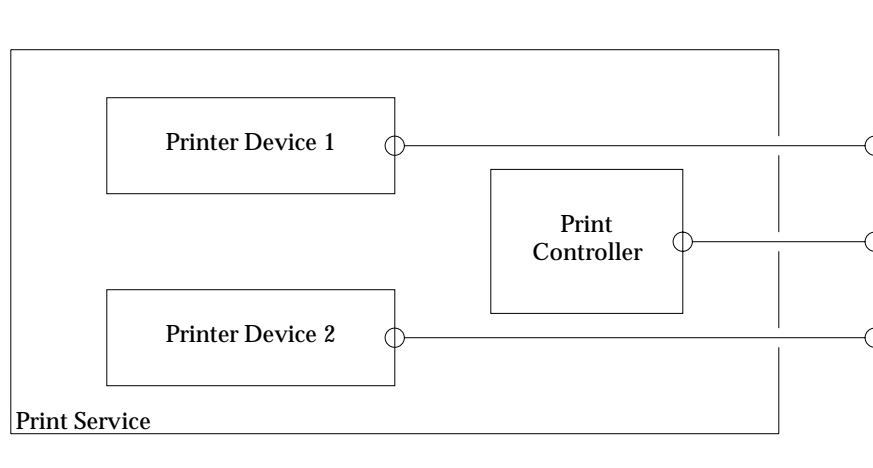 Printer Device 1
Print
Controller
Printer Device 2
Print Service